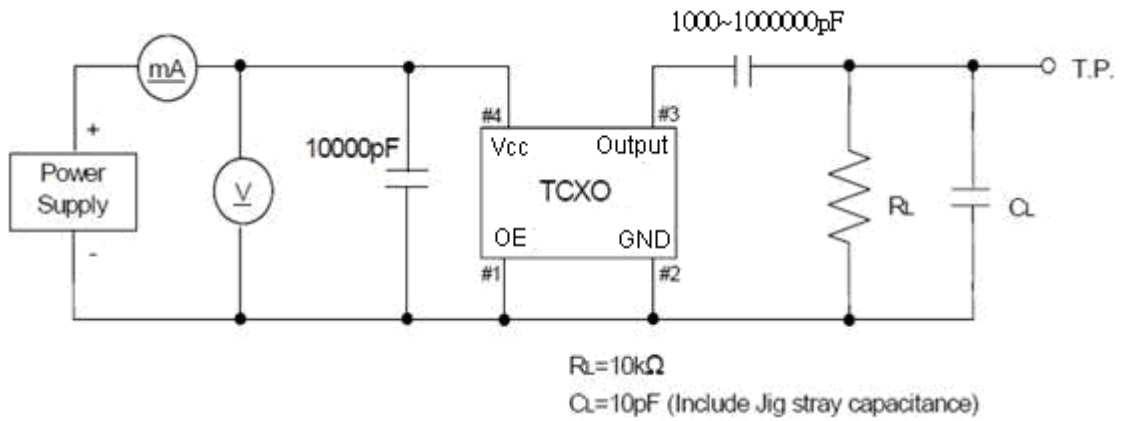 1000~1000000pF
mA
T.P.
#4
#3
+
10000pF
Vcc
Output
Power
Supply
V
TCXO
RL
CL
OE
GND
-
#1
#2
RL=10kΩ
CL=10pF (Include Jig stray capacitance)